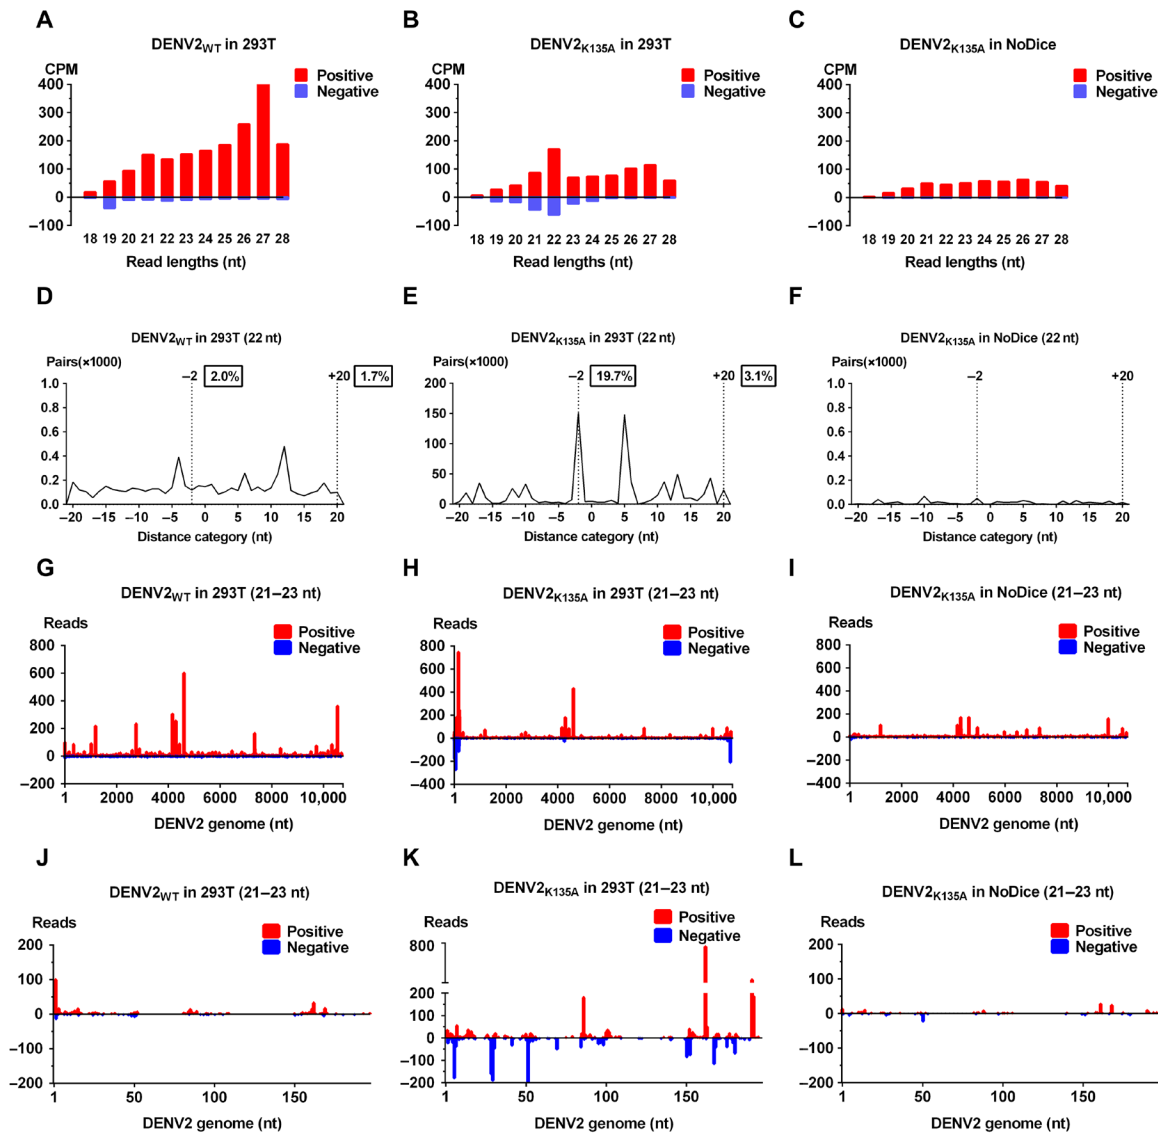 A
DENV2WT in 293T
CPM
Positive
Negative
400
300
200
100
0
–100
18 19 20 21 22 23 24 25 26 27 28
Read lengths (nt)
B
DENV2K135A in 293T
CPM
Positive
Negative
400
300
200
100
0
–100
18 19 20 21 22 23 24 25 26 27 28
Read lengths (nt)
C
DENV2K135A in NoDice
CPM
Positive
Negative
400
300
200
100
0
–100
18 19 20 21 22 23 24 25 26 27 28
Read lengths (nt)
D
DENV2WT in 293T (22 nt)
Pairs(×1000)
–2 2.0% +20 1.7%
1.0
0.8
0.6
0.4
0.2
0.0
–20 –15 –10 –5 0 5 10 15 20
Distance category (nt)
E
DENV2K135A in 293T (22 nt)
Pairs(×1000)
–2 19.7% +20 3.1%
200
150
100
50
0
–20 –15 –10 –5 0 5 10 15 20
Distance category (nt)
F
DENV2K135A in NoDice (22 nt)
Pairs(×1000)
–2 +20
1.0
0.8
0.6
0.4
0.2
0.0
–20 –15 –10 –5 0 5 10 15 20
Distance category (nt)
G
DENV2WT in 293T (21–23 nt)
Reads
Positive
Negative
800
600
400
200
0
–200
1 2000 4000 6000 8000 10,000
DENV2 genome (nt)
H
DENV2K135A in 293T (21–23 nt)
Reads
Positive
Negative
800
600
400
200
0
–200
–400
1 2000 4000 6000 8000 10,000
DENV2 genome (nt)
I
DENV2K135A in NoDice (21–23 nt)
Reads
Positive
Negative
800
600
400
200
0
–200
–400
1 2000 4000 6000 8000 10,000
DENV2 genome (nt)
J
DENV2WT in 293T (21–23 nt)
Reads
Positive
Negative
200
100
0
–100
–200
1 50 100 150
DENV2 genome (nt)
K
DENV2K135A in 293T (21–23 nt)
Reads
Positive
Negative
800
200
100
0
–100
–200
1 50 100 150
DENV2 genome (nt)
L
DENV2K135A in NoDice (21–23 nt)
Reads
Positive
Negative
200
100
0
–100
–200
1 50 100 150
DENV2 genome (nt)